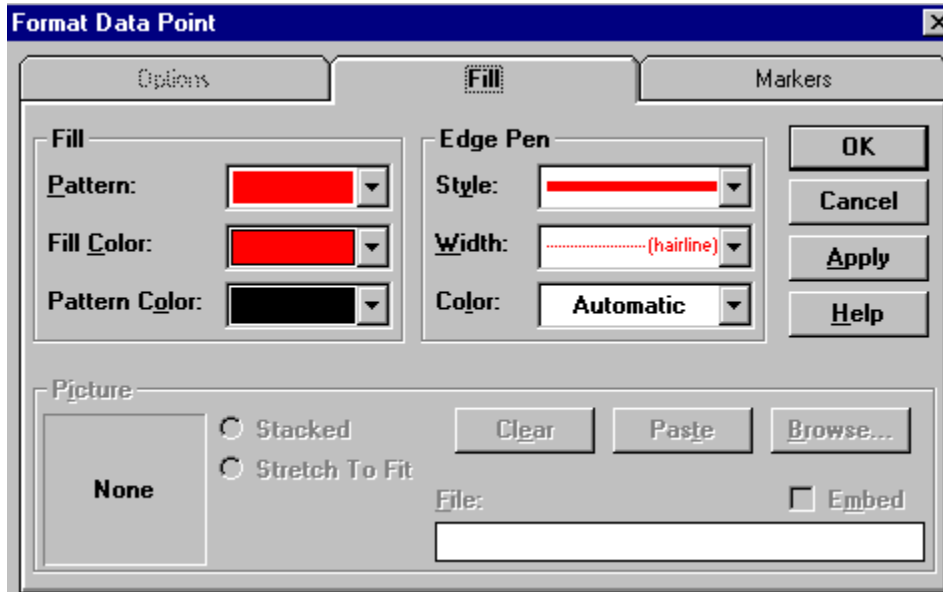 Format Data Point
Options Fill Markers
Fill Edge Pen OK
Pattern: Style: Cancel
Fill Color: Width: (hairline) Apply
Pattern Color: Color: Automatic Help
Picture
None
Stacked Clear Paste Browse...
Stretch To Fit
File: Embed